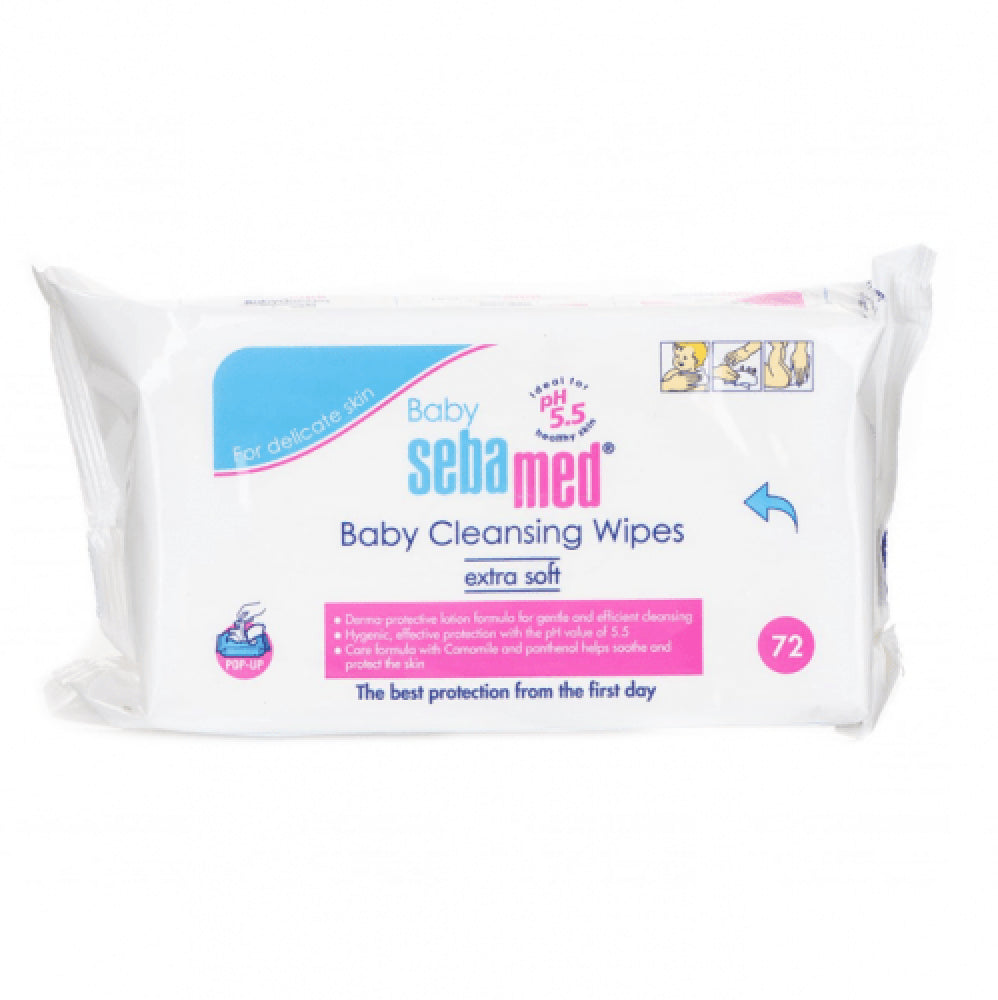 For delicate skin
Baby
ideal for
pH
5.5
healthy skin
sebamed®
Baby Cleansing Wipes
extra soft
• Derma-protective lotion formula for gentle and efficient cleansing
• Hygenic, effective protection with the pH value of 5.5
• Care formula with Camomile and panthenol helps soothe and
protect the skin
POP-UP
72
The best protection from the first day